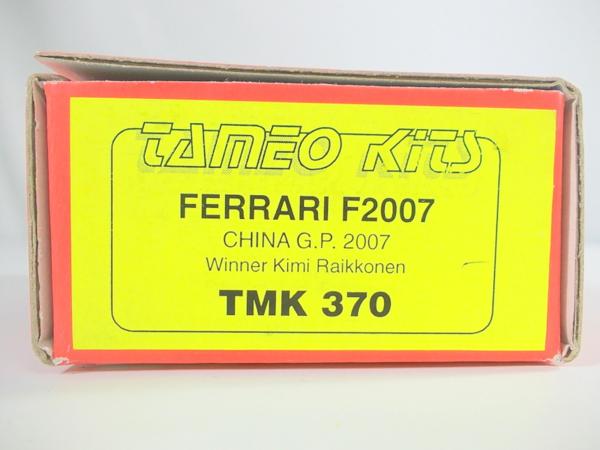 TAMEO KITS
FERRARI F2007
CHINA G.P. 2007
Winner Kimi Raikkonen
TMK 370